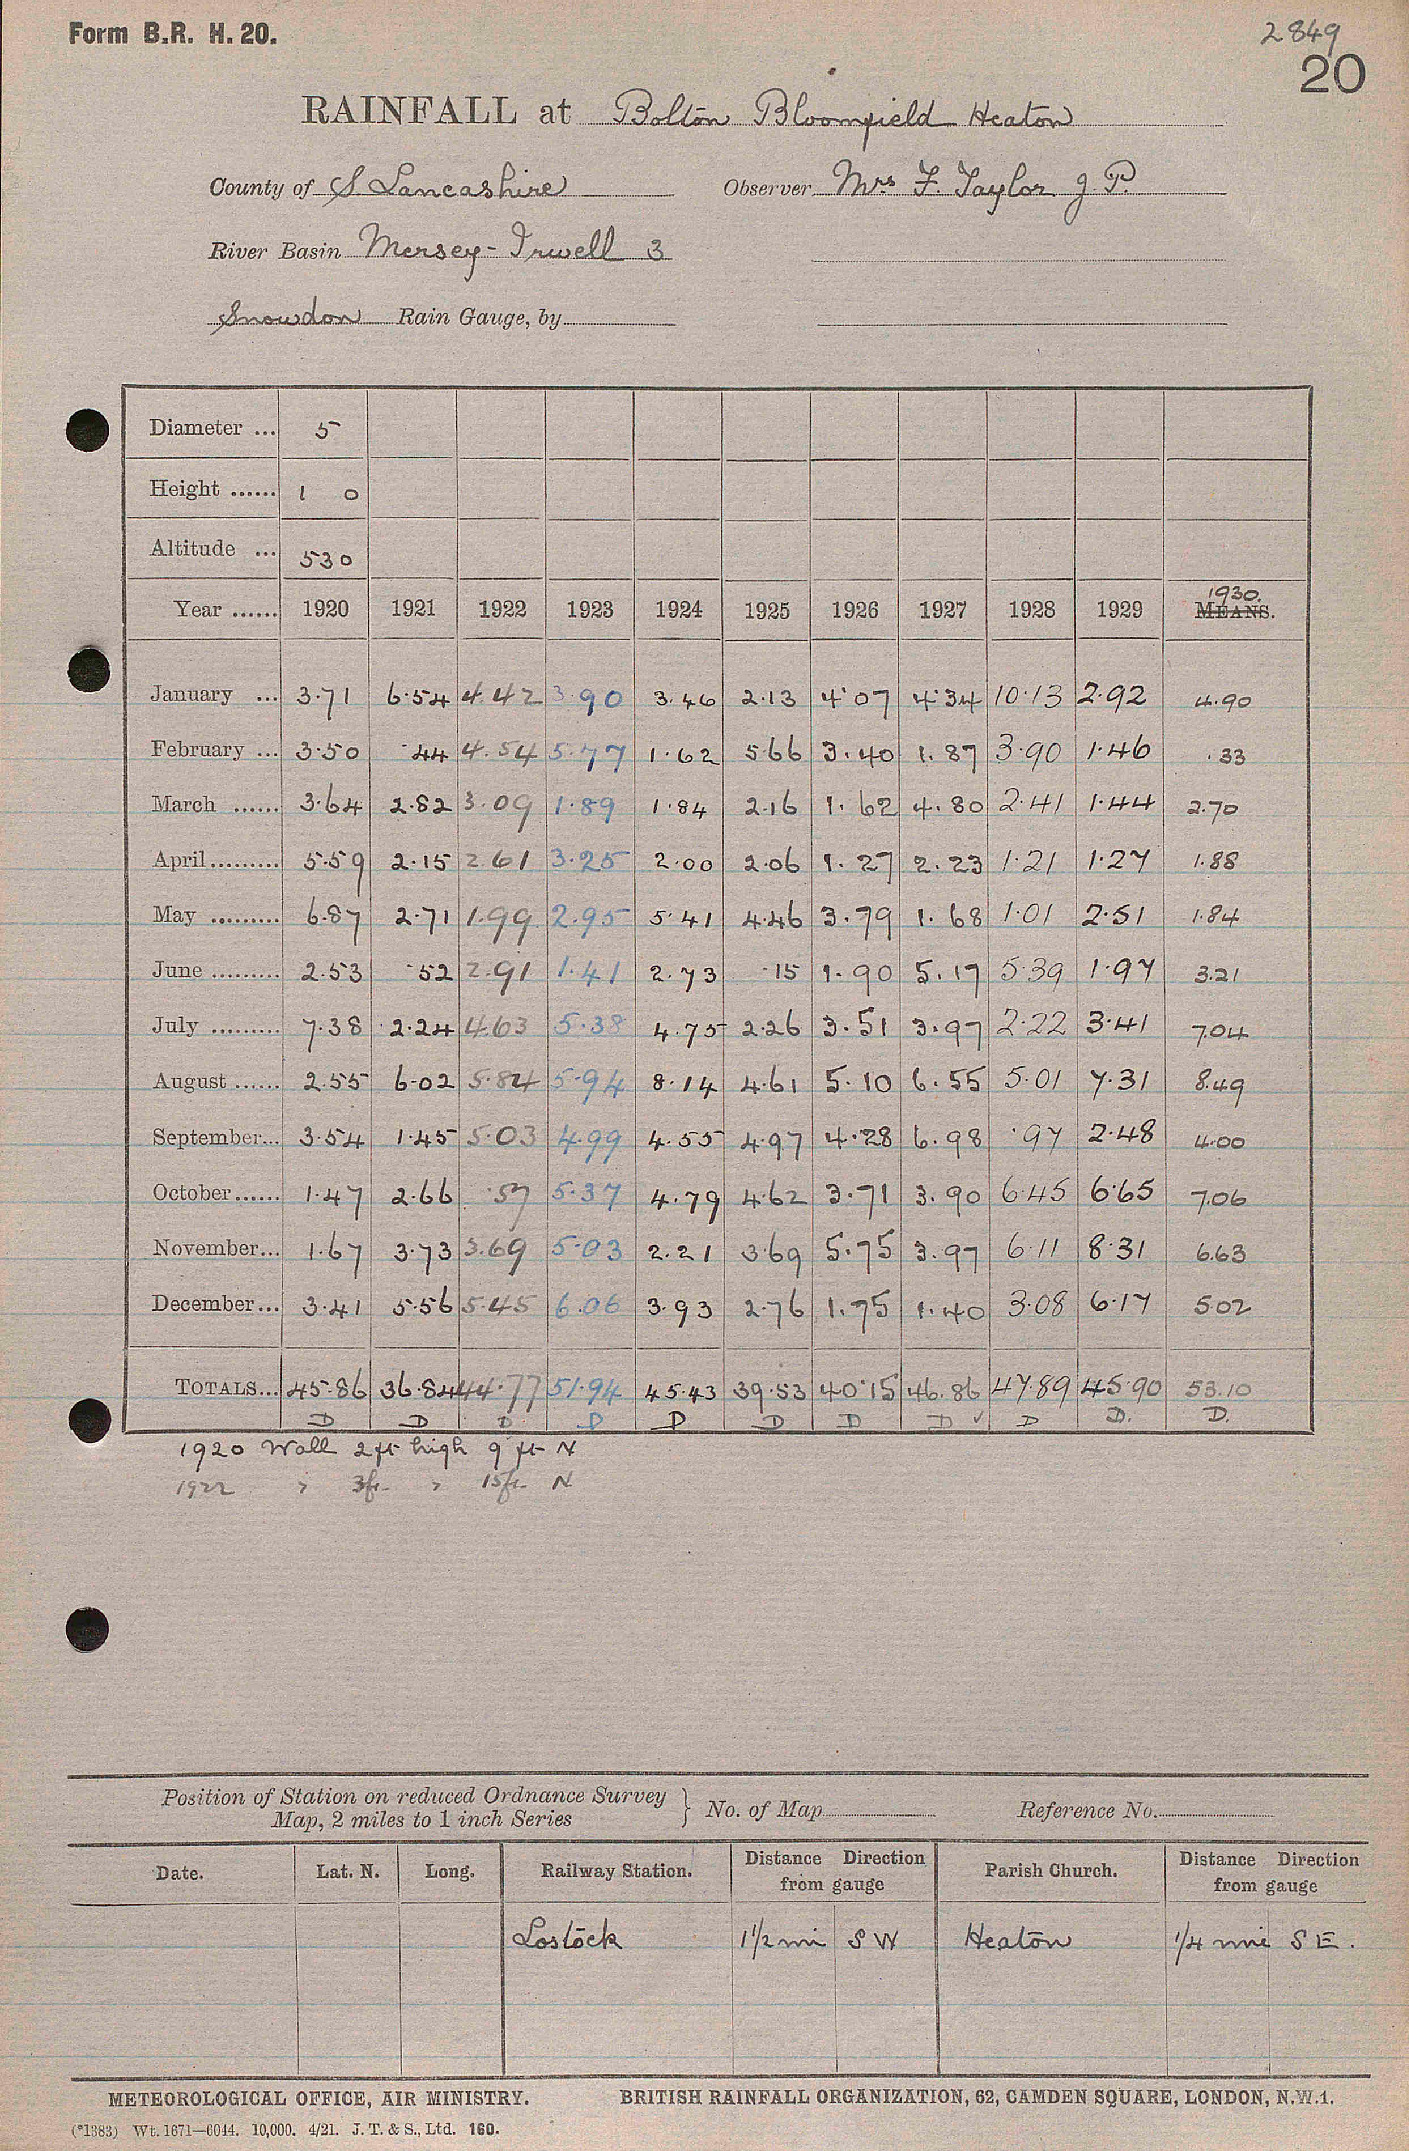 Form B.R. H. 20.
2849
20
RAINFALL at Bolton Bloomfield Heaton
County of S Lancashire Observer Mrs F. Taylor J. P.
River Basin Mersey-Irwell 3
Snowdon Rain Gauge, by
Diameter ... 5
Height ...... 1 0
Altitude ... 530
1930.
Year ...... 1920 1921 1922 1923 1924 1925 1926 1927 1928 1929 MEANS.
January ... 3·71 6·54 4.42 3.90 3.46 2.13 4·07 4·34 10·13 2·92 4.90
February ... 3·50 ·44 4.54 5.77 1.62 5.66 3.40 1.87 3·90 1·46 .33
March ...... 3·64 2.82 3·09 1·89 1·84 2·16 1.62 4.80 2·41 1·44 2.70
April......... 5·59 2·15 2.61 3·25 2·00 2·06 1.27 2.23 1·21 1·27 1.88
May ......... 6·87 2·71 1.99 2.95 5·41 4·46 3.79 1.68 1·01 2·51 1·84
June ......... 2·53 ·52 2.91 1·41 2·73 ·15 1.90 5.17 5·39 1·97 3.21
July ......... 7·38 2·24 4.63 5·38 4·75 2·26 3·51 3·97 2·22 3·41 7.04
August ...... 2.55 6·02 5·84 5·94 8·14 4·61 5.10 6.55 5·01 7·31 8.49
September... 3·54 1·45 5·03 4.99 4·55 4·97 4·28 6.98 ·97 2·48 4.00
October...... 1·47 2·66 ·57 5·37 4·79 4·62 3·71 3.90 6·45 6·65 7.06
November... 1·67 3·73 3.69 5·03 2·21 3·69 5·75 3.97 6·11 8·31 6.63
December... 3·41 5·56 5·45 6.06 3·93 2·76 1.75 1.40 3·08 6·17 5.02
TOTALS... 45·86 36·84 44·77 51.94 45·43 39·53 40·15 46.86 47·89 45·90 53.10
D D D D D D D D ✓ D D. D.
1920 Wall 2 ft high 9 ft N
1922 " 3ft. " 15ft. N
Position of Station on reduced Ordnance Survey
Map, 2 miles to 1 inch Series } No. of Map Reference No.
Date. Lat. N. Long. Railway Station. Distance Direction from gauge Parish Church. Distance Direction from gauge
Lostock 1 1/2 mi S W Heaton 1/4 mi S E.
METEOROLOGICAL OFFICE, AIR MINISTRY. BRITISH RAINFALL ORGANIZATION, 62, CAMDEN SQUARE, LONDON, N.W.1.
(*1383) Wt. 1671—6044. 10,000. 4/21. J. T. & S., Ltd. 160.